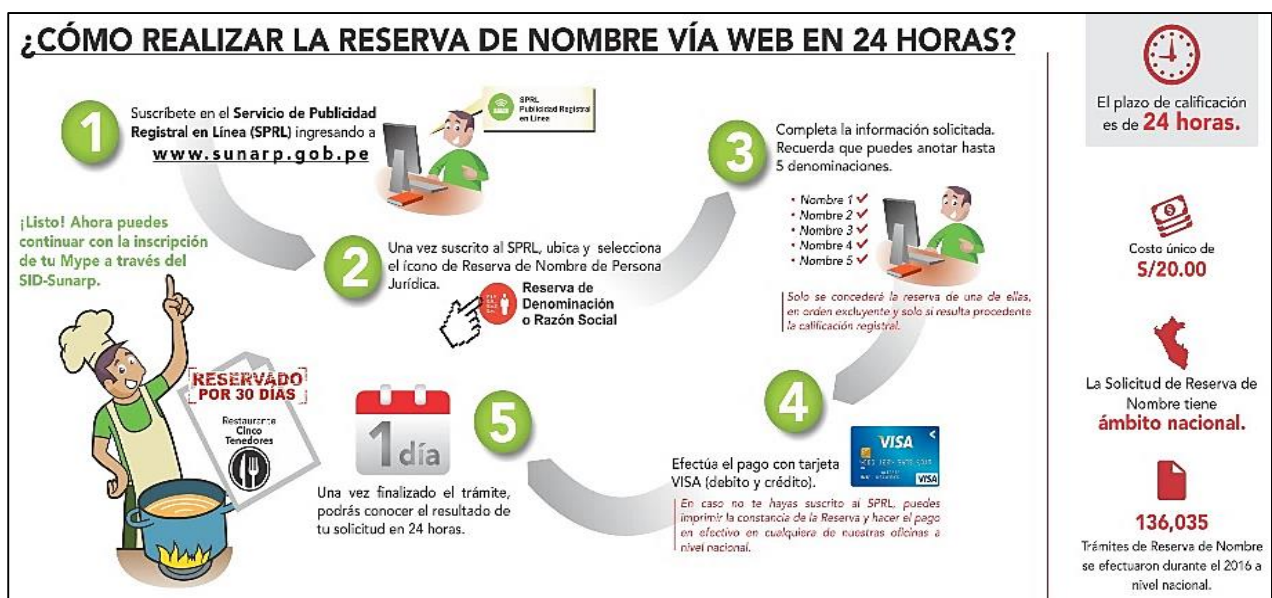 ¿CÓMO REALIZAR LA RESERVA DE NOMBRE VÍA WEB EN 24 HORAS?
1
Suscríbete en el Servicio de Publicidad
Registral en Línea (SPRL) ingresando a
www.sunarp.gob.pe
SPRL
Publicidad Registral
en Línea
2
Una vez suscrito al SPRL, ubica y selecciona
el ícono de Reserva de Nombre de Persona
Jurídica.
Reserva de
Denominación
o Razón Social
3
Completa la información solicitada.
Recuerda que puedes anotar hasta
5 denominaciones.
• Nombre 1
• Nombre 2
• Nombre 3
• Nombre 4
• Nombre 5
Solo se concederá la reserva de una de ellas,
en orden excluyente y solo si resulta procedente
la calificación registral.
4
Efectúa el pago con tarjeta
VISA (debito y crédito).
VISA
VISA
En caso no te hayas suscrito al SPRL, puedes
imprimir la constancia de la Reserva y hacer el pago
en efectivo en cualquiera de nuestras oficinas a
nivel nacional.
5
1 día
Una vez finalizado el trámite,
podrás conocer el resultado de
tu solicitud en 24 horas.
¡Listo! Ahora puedes
continuar con la inscripción
de tu Mype a través del
SID-Sunarp.
RESERVADO
POR 30 DÍAS
Restaurante
Cinco
Tenedores
El plazo de calificación
es de 24 horas.
Costo único de
S/20.00
La Solicitud de Reserva de
Nombre tiene
ámbito nacional.
136,035
Trámites de Reserva de Nombre
se efectuaron durante el 2016 a
nivel nacional.